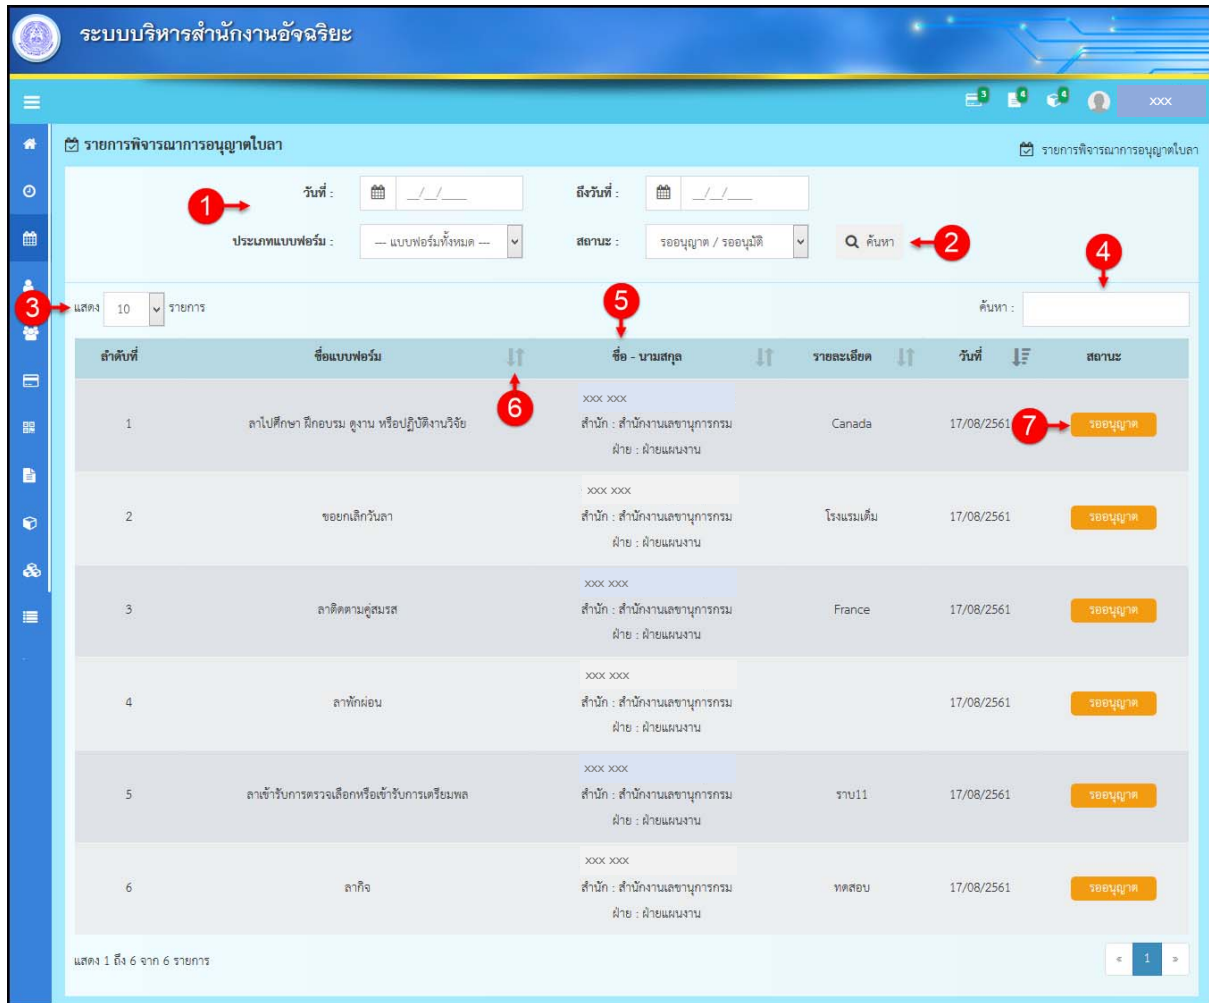 ระบบบริหารสำนักงานอัจฉริยะ
3 4 4 xxx
รายการพิจารณาการอนุญาตใบลา รายการพิจารณาการอนุญาตใบลา
1 วันที่ : __/__/____ ถึงวันที่ : __/__/____
ประเภทแบบฟอร์ม : --- แบบฟอร์มทั้งหมด --- สถานะ : รออนุญาต / รออนุมัติ ค้นหา 2
4
3 แสดง 10 รายการ 5 ค้นหา :
ลำดับที่ ชื่อแบบฟอร์ม ชื่อ - นามสกุล รายละเอียด วันที่ สถานะ
6
xxx xxx
1 ลาไปศึกษา ฝึกอบรม ดูงาน หรือปฏิบัติงานวิจัย สำนัก : สำนักงานเลขานุการกรม Canada 17/08/2561 7 รออนุญาต
ฝ่าย : ฝ่ายแผนงาน
xxx xxx
2 ขอยกเลิกวันลา สำนัก : สำนักงานเลขานุการกรม โรงแรมเต็ม 17/08/2561 รออนุญาต
ฝ่าย : ฝ่ายแผนงาน
xxx xxx
3 ลาติดตามคู่สมรส สำนัก : สำนักงานเลขานุการกรม France 17/08/2561 รออนุญาต
ฝ่าย : ฝ่ายแผนงาน
xxx xxx
4 ลาพักผ่อน สำนัก : สำนักงานเลขานุการกรม 17/08/2561 รออนุญาต
ฝ่าย : ฝ่ายแผนงาน
xxx xxx
5 ลาเข้ารับการตรวจเลือกหรือเข้ารับการเตรียมพล สำนัก : สำนักงานเลขานุการกรม ราบ11 17/08/2561 รออนุญาต
ฝ่าย : ฝ่ายแผนงาน
xxx xxx
6 ลากิจ สำนัก : สำนักงานเลขานุการกรม ทดสอบ 17/08/2561 รออนุญาต
ฝ่าย : ฝ่ายแผนงาน
แสดง 1 ถึง 6 จาก 6 รายการ « 1 »